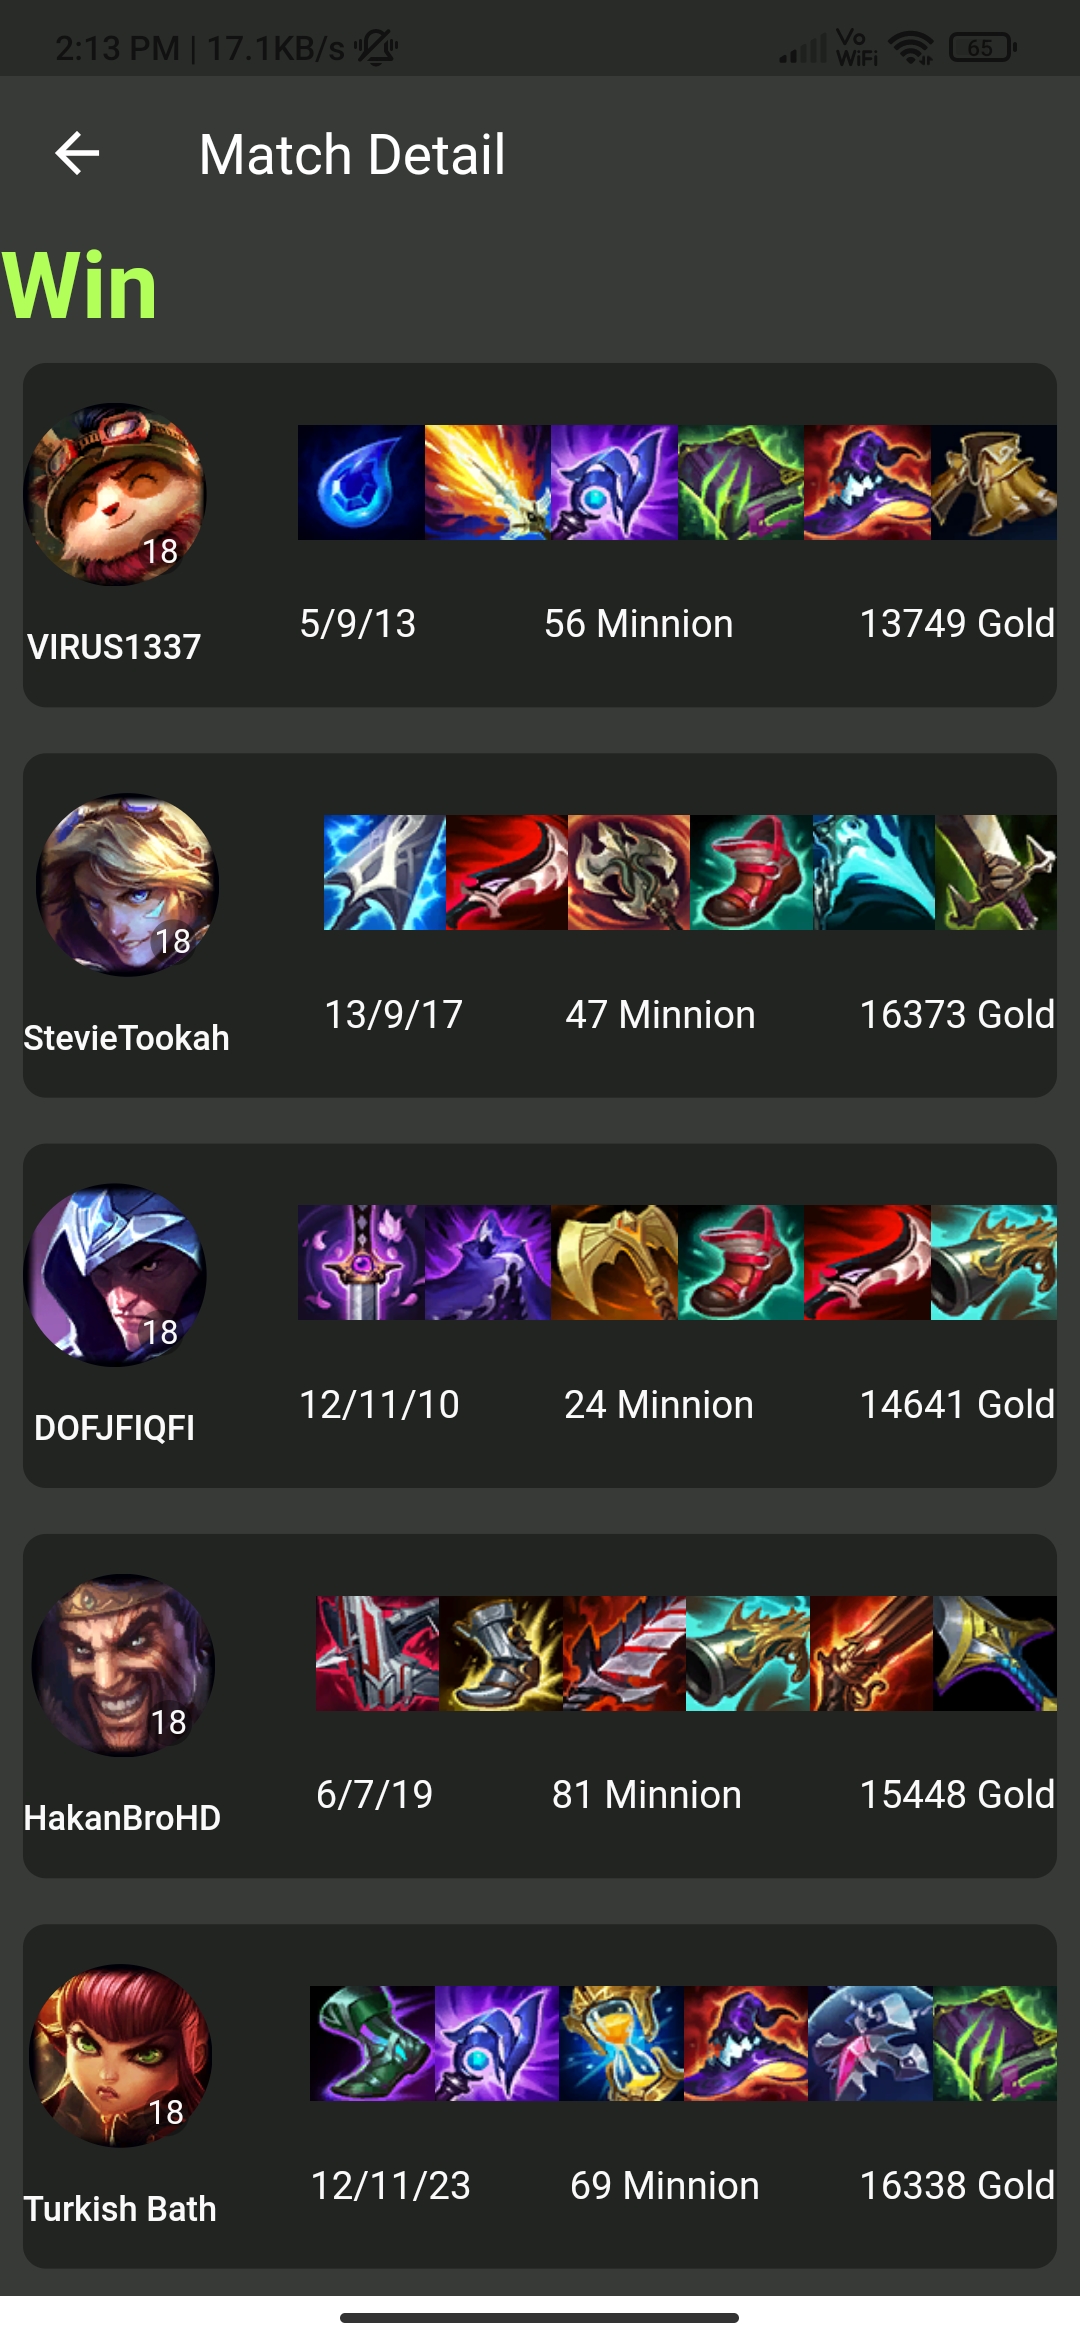 2:13 PM | 17.1KB/s Vo WiFi 65
Match Detail
Win
18
VIRUS1337
5/9/13 56 Minnion 13749 Gold
18
StevieTookah
13/9/17 47 Minnion 16373 Gold
18
DOFJFIQFI
12/11/10 24 Minnion 14641 Gold
18
HakanBroHD
6/7/19 81 Minnion 15448 Gold
18
Turkish Bath
12/11/23 69 Minnion 16338 Gold